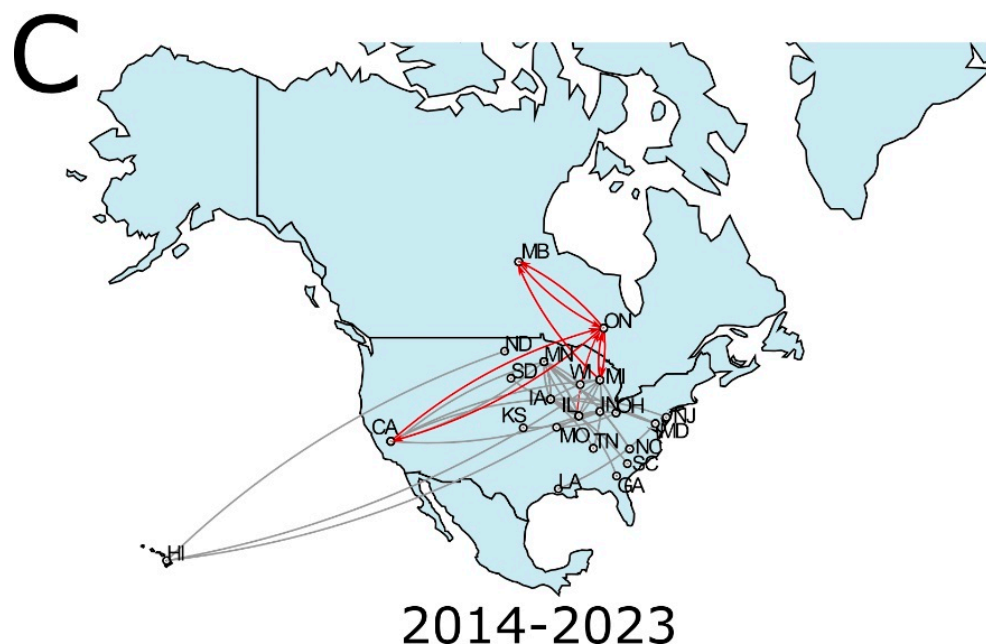 C
MB
ON
ND
MN
SD
WI
MI
IA
IL
IN
OH
KS
MO
NJ
MD
CA
TN
NC
SC
LA
GA
HI
2014-2023